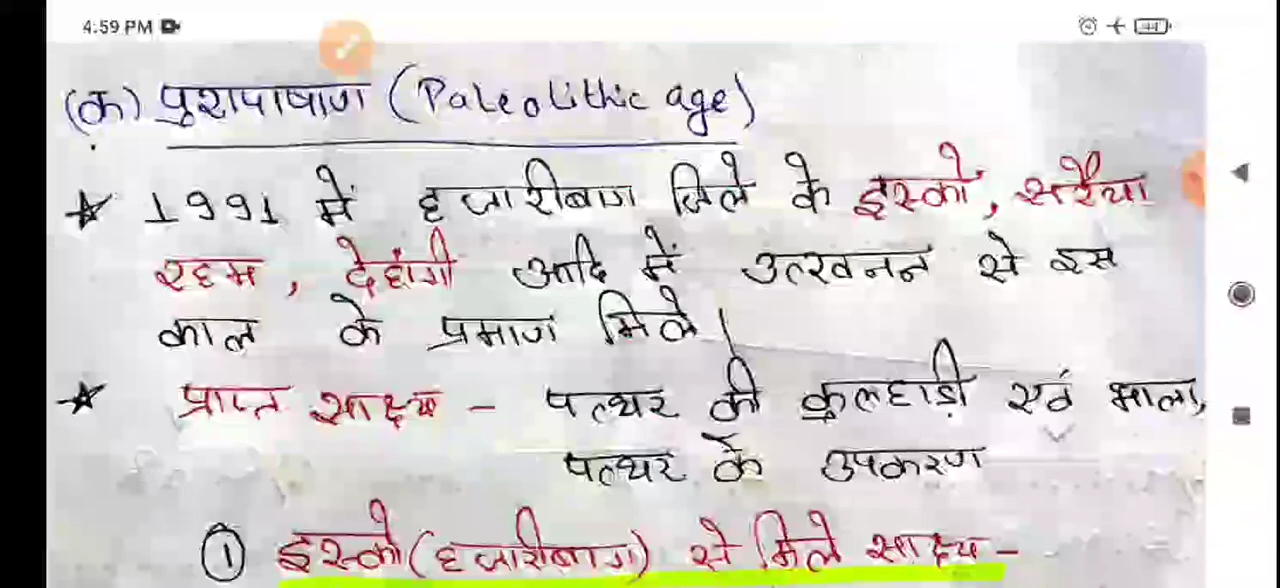 4:59 PM
44
(क) पुरापाषाण (Paleolithic age)
★ 1991 में हजारीबाग जिले के इस्को, सरैया
रहम, देहांगी आदि में उत्खनन से इस
काल के प्रमाण मिले।
★ प्राप्त साक्ष्य - पत्थर की कुल्हाड़ी एवं भाला,
पत्थर के उपकरण
① इस्को (हजारीबाग) से मिले साक्ष्य -